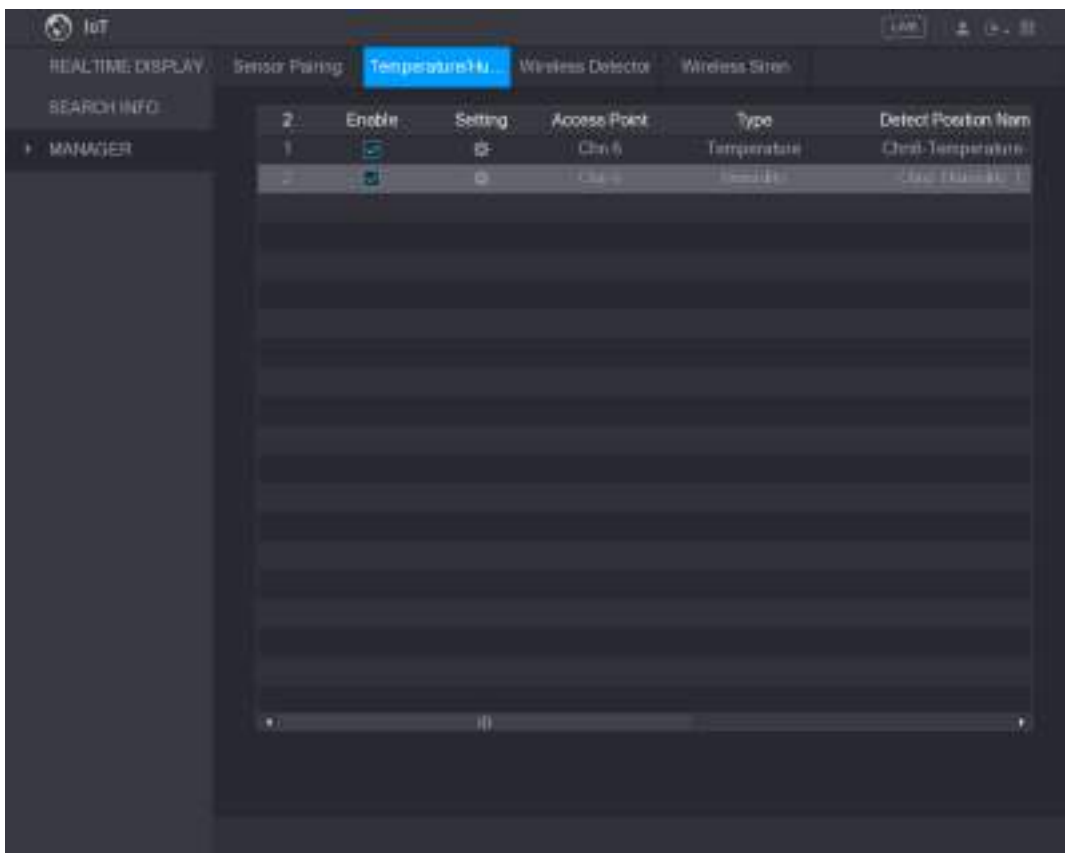 IoT
LIVE
REALTIME DISPLAY
Sensor Pairing
Temperature/Hu...
Wireless Detector
Wireless Siren
SEARCH INFO
MANAGER
2 Enable Setting Access Point Type Detect Position Nam
1 Chn 6 Temperature Chn6-Temperature-
2